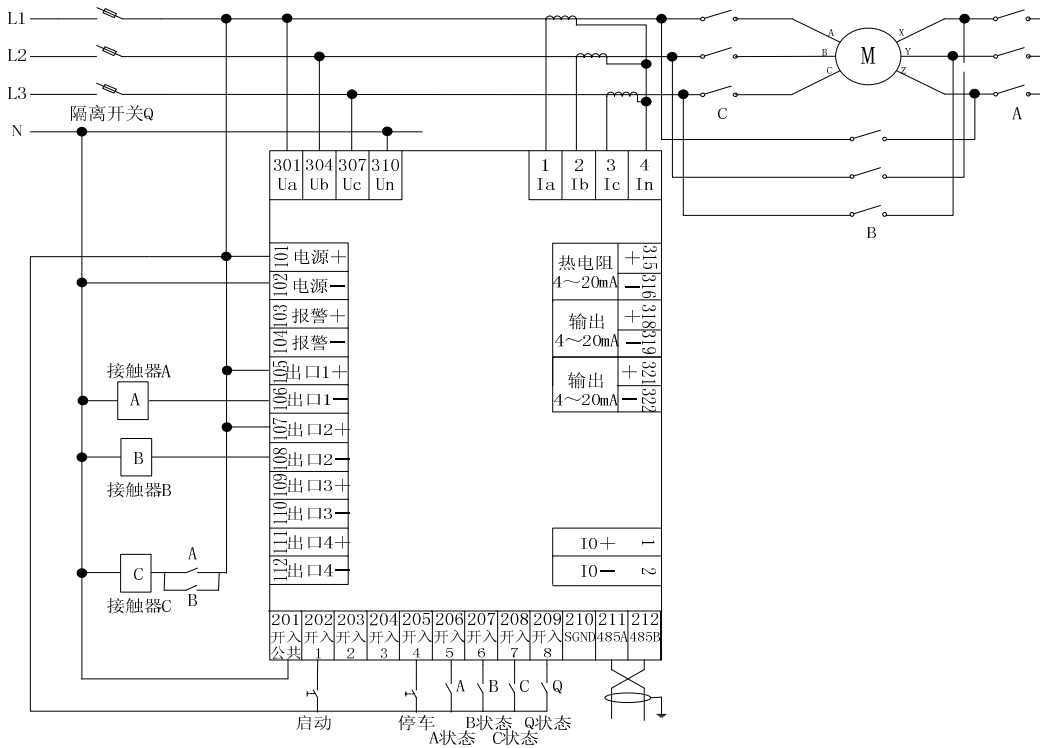 L1
A
X
L2
B
M
Y
C
Z
L3
隔离开关Q
C
A
N
301 304 307 310
Ua Ub Uc Un
1 2 3 4
Ia Ib Ic In
B
101 电源+
102 电源-
103 报警+
104 报警-
105 出口1+
106 出口1-
107 出口2+
108 出口2-
109 出口3+
110 出口3-
111 出口4+
112 出口4-
热电阻 + 315
4~20mA - 316
输出 + 318
4~20mA - 319
输出 + 321
4~20mA - 322
接触器A
A
B
接触器B
A
C
B
接触器C
IO+ 1
IO- 2
201 202 203 204 205 206 207 208 209 210 211 212
开入 开入 开入 开入 开入 开入 开入 开入 开入 SGND 485A 485B
公共 1 2 3 4 5 6 7 8
A B C Q
启动 停车 B状态 Q状态
A状态 C状态